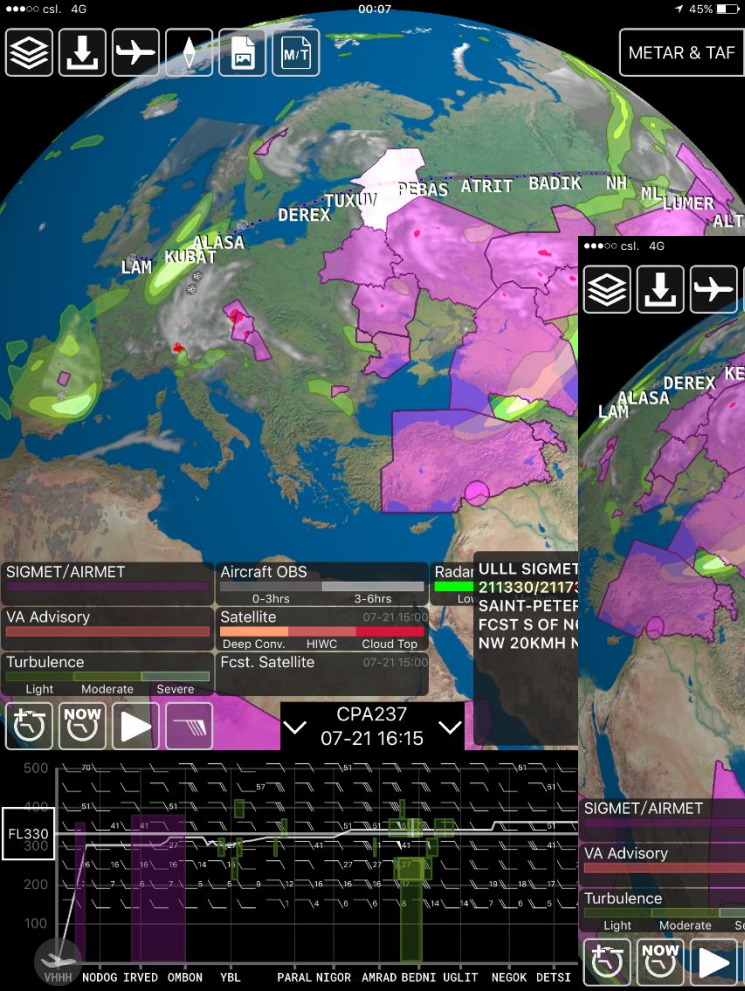 csl. 4G
00:07
45%
M/T
METAR & TAF
PEBAS ATRIT BADIK NH
TUXUV
DEREX
ML
LUMER
ALT
ALASA
KUBAT
LAM
csl. 4G
DEREX KE
ALASA
LAM
SIGMET/AIRMET
Aircraft OBS
0-3hrs 3-6hrs
Radar
Lo
VA Advisory
Satellite 07-21 15:00
Deep Conv. HIWC Cloud Top
Turbulence
Light Moderate Severe
Fcst. Satellite 07-21 15:00
ULLL SIGMET
211330/21173
SAINT-PETER
FCST S OF N
NW 20KMH N
NOW
CPA237
07-21 16:15
500
400
FL330
300
200
100
VHHH NODOG IRVED OMBON YBL PARAL NIGOR AMRAD BEDNI UGLIT NEGOK DETSI
SIGMET/AIRMET
VA Advisory
Turbulence
Light Moderate Se
NOW